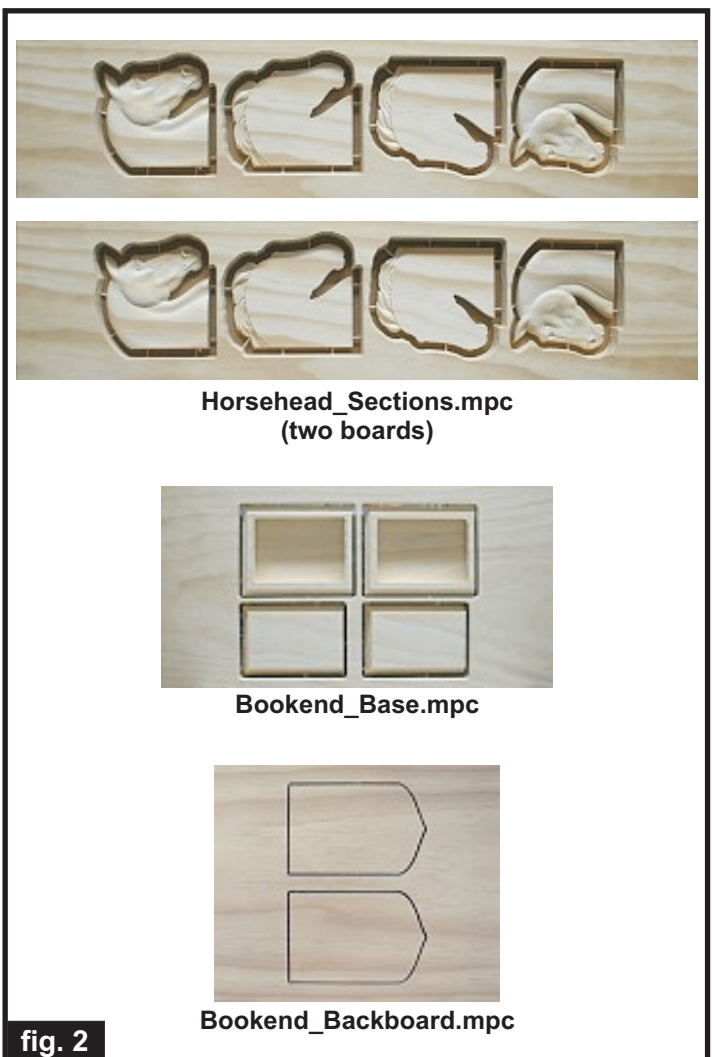 Horsehead_Sections.mpc
(two boards)
Bookend_Base.mpc
Bookend_Backboard.mpc
fig. 2